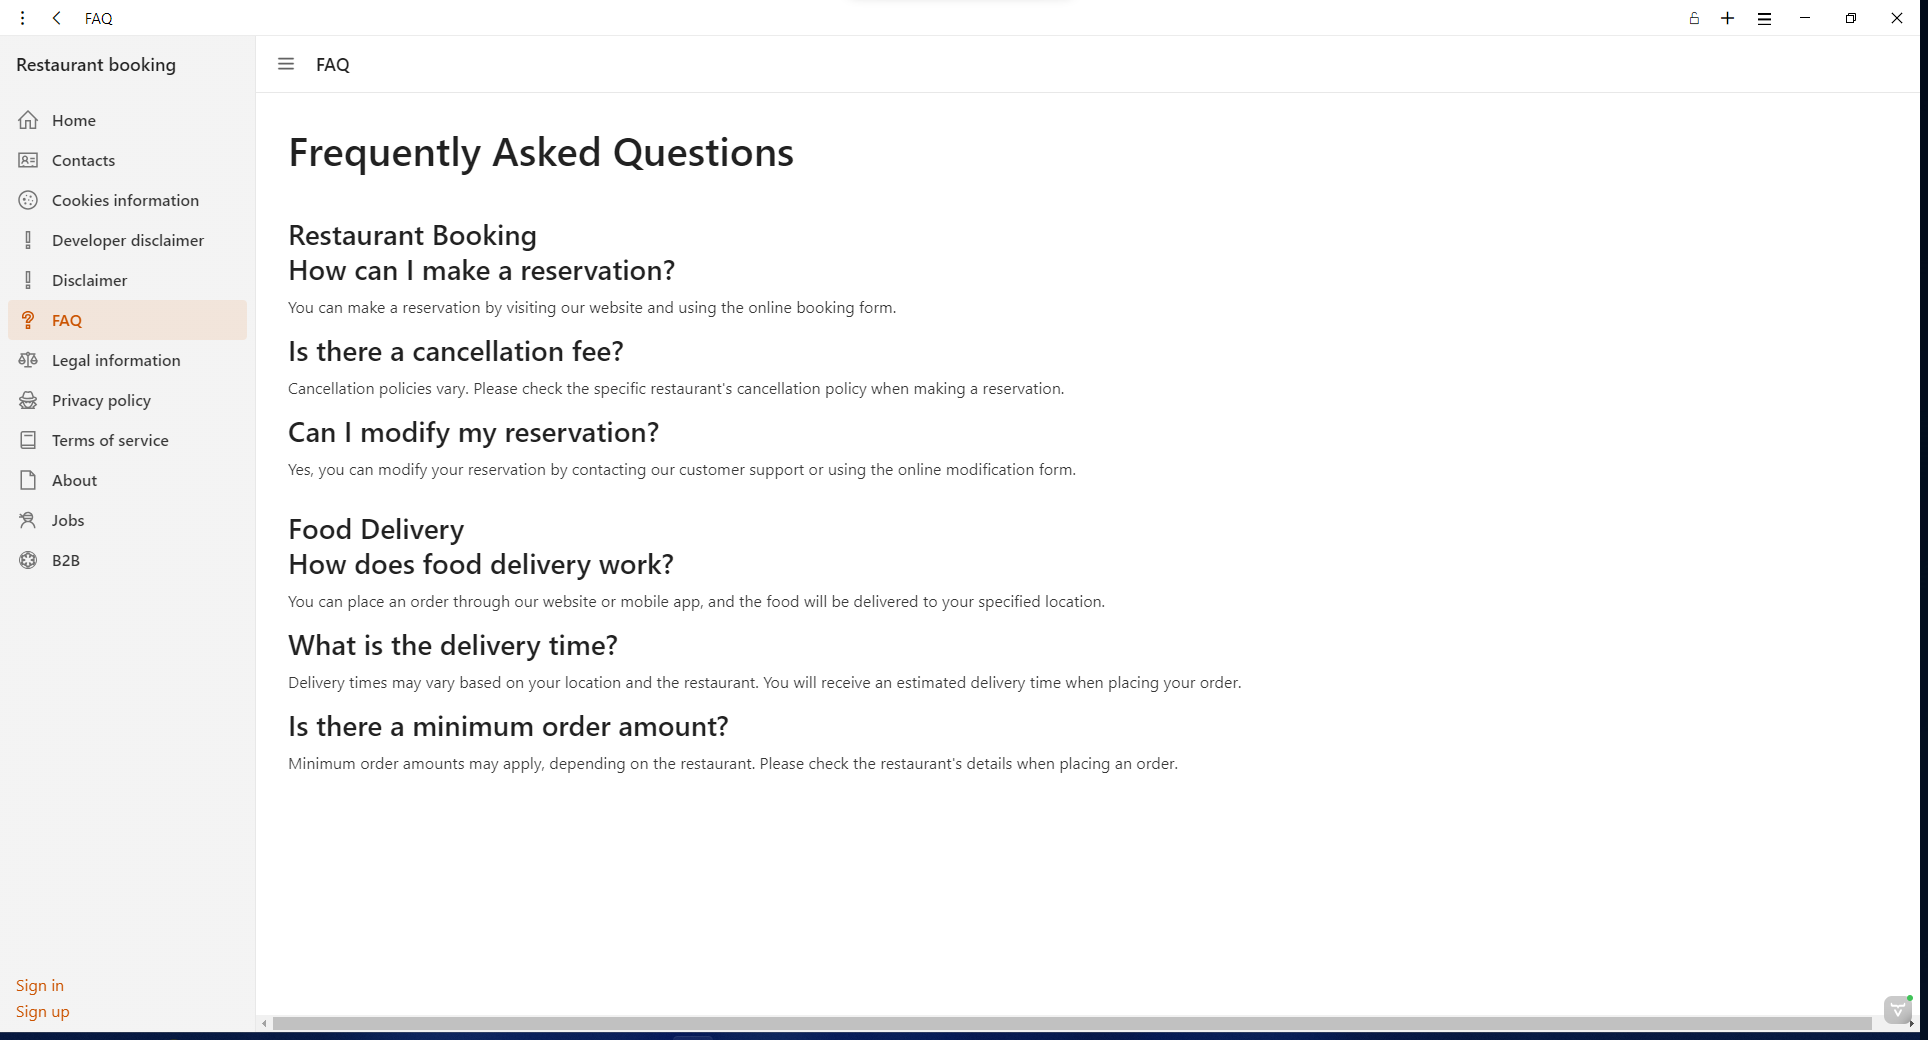 FAQ
Restaurant booking
Home
Contacts
Cookies information
Developer disclaimer
Disclaimer
FAQ
Legal information
Privacy policy
Terms of service
About
Jobs
B2B
Sign in
Sign up
FAQ
Frequently Asked Questions
Restaurant Booking
How can I make a reservation?
You can make a reservation by visiting our website and using the online booking form.
Is there a cancellation fee?
Cancellation policies vary. Please check the specific restaurant's cancellation policy when making a reservation.
Can I modify my reservation?
Yes, you can modify your reservation by contacting our customer support or using the online modification form.
Food Delivery
How does food delivery work?
You can place an order through our website or mobile app, and the food will be delivered to your specified location.
What is the delivery time?
Delivery times may vary based on your location and the restaurant. You will receive an estimated delivery time when placing your order.
Is there a minimum order amount?
Minimum order amounts may apply, depending on the restaurant. Please check the restaurant's details when placing an order.